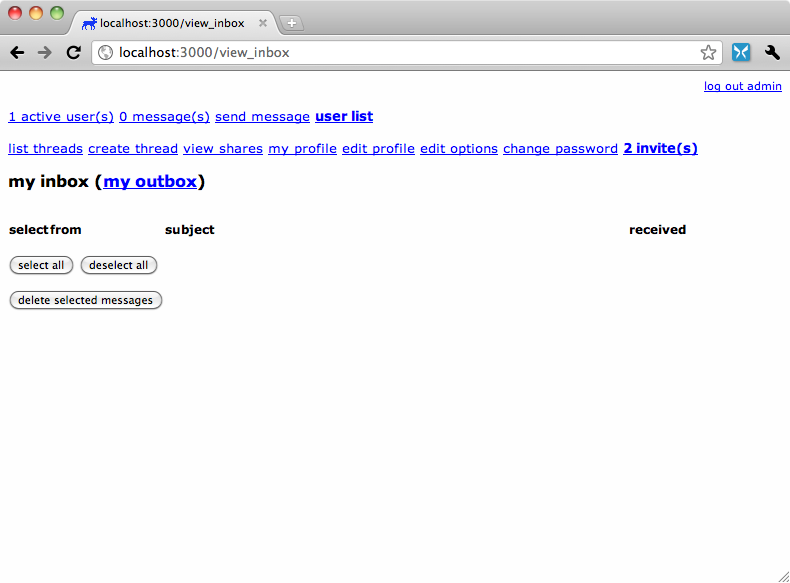 localhost:3000/view_inbox
localhost:3000/view_inbox
log out admin
1 active user(s) 0 message(s) send message user list
list threads create thread view shares my profile edit profile edit options change password 2 invite(s)
my inbox (my outbox)
select from subject received
select all deselect all
delete selected messages